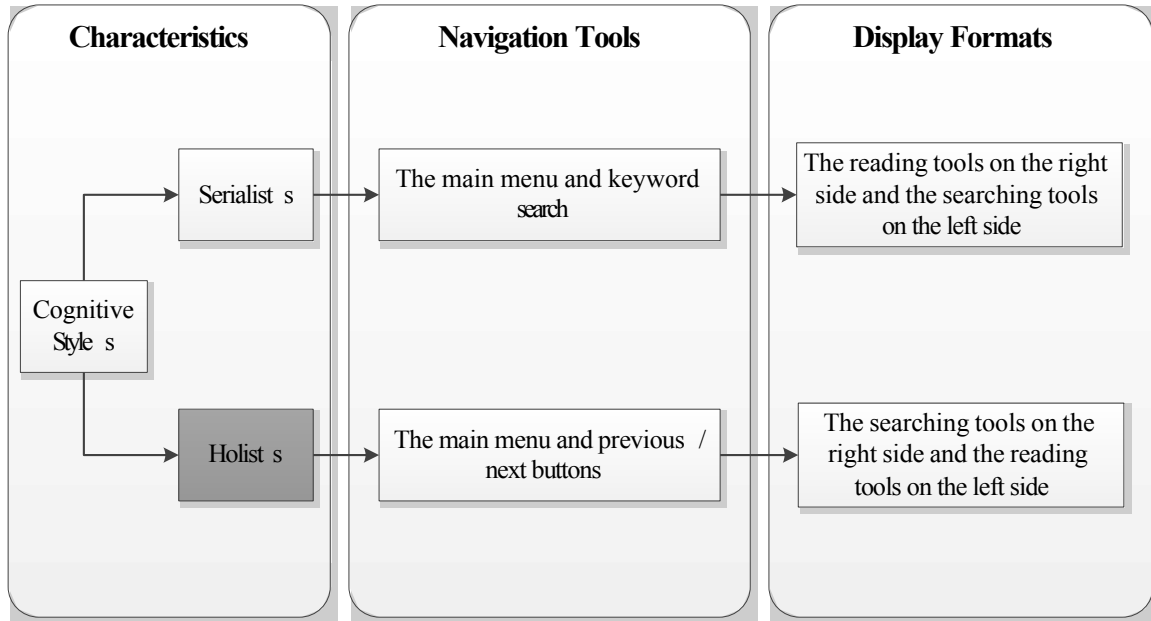 Characteristics
Navigation Tools
Display Formats
Serialist s
The main menu and keyword
search
The reading tools on the right
side and the searching tools
on the left side
Cognitive
Style s
Holist s
The main menu and previous /
next buttons
The searching tools on the
right side and the reading
tools on the left side